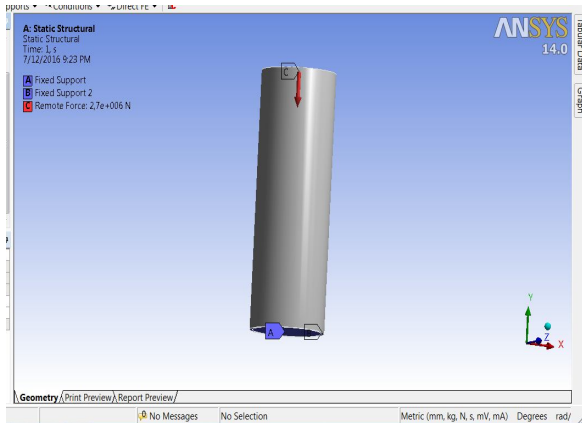 Conditions ▾ Direct FE ▾
A: Static Structural
Static Structural
Time: 1, s
7/12/2016 9:23 PM
A Fixed Support
B Fixed Support 2
C Remote Force: 2,7e+006 N
ANSYS
14.0
Tabular Data
Graph
C
A
B
Y
Z
X
Geometry Print Preview Report Preview
No Messages No Selection Metric (mm, kg, N, s, mV, mA) Degrees rad/